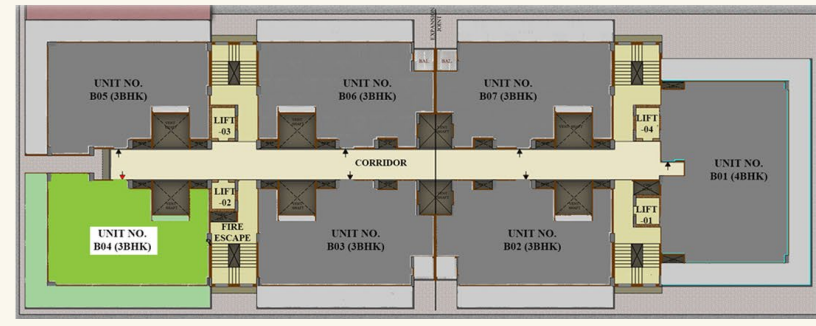 EXPANSION
JOINT
BAL.
BAL.
UNIT NO.
B05 (3BHK)
UNIT NO.
B06 (3BHK)
UNIT NO.
B07 (3BHK)
LIFT
-03
LIFT
-04
CORRIDOR
UNIT NO.
B01 (4BHK)
LIFT
-02
LIFT
-01
FIRE
ESCAPE
UNIT NO.
B04 (3BHK)
UNIT NO.
B03 (3BHK)
UNIT NO.
B02 (3BHK)